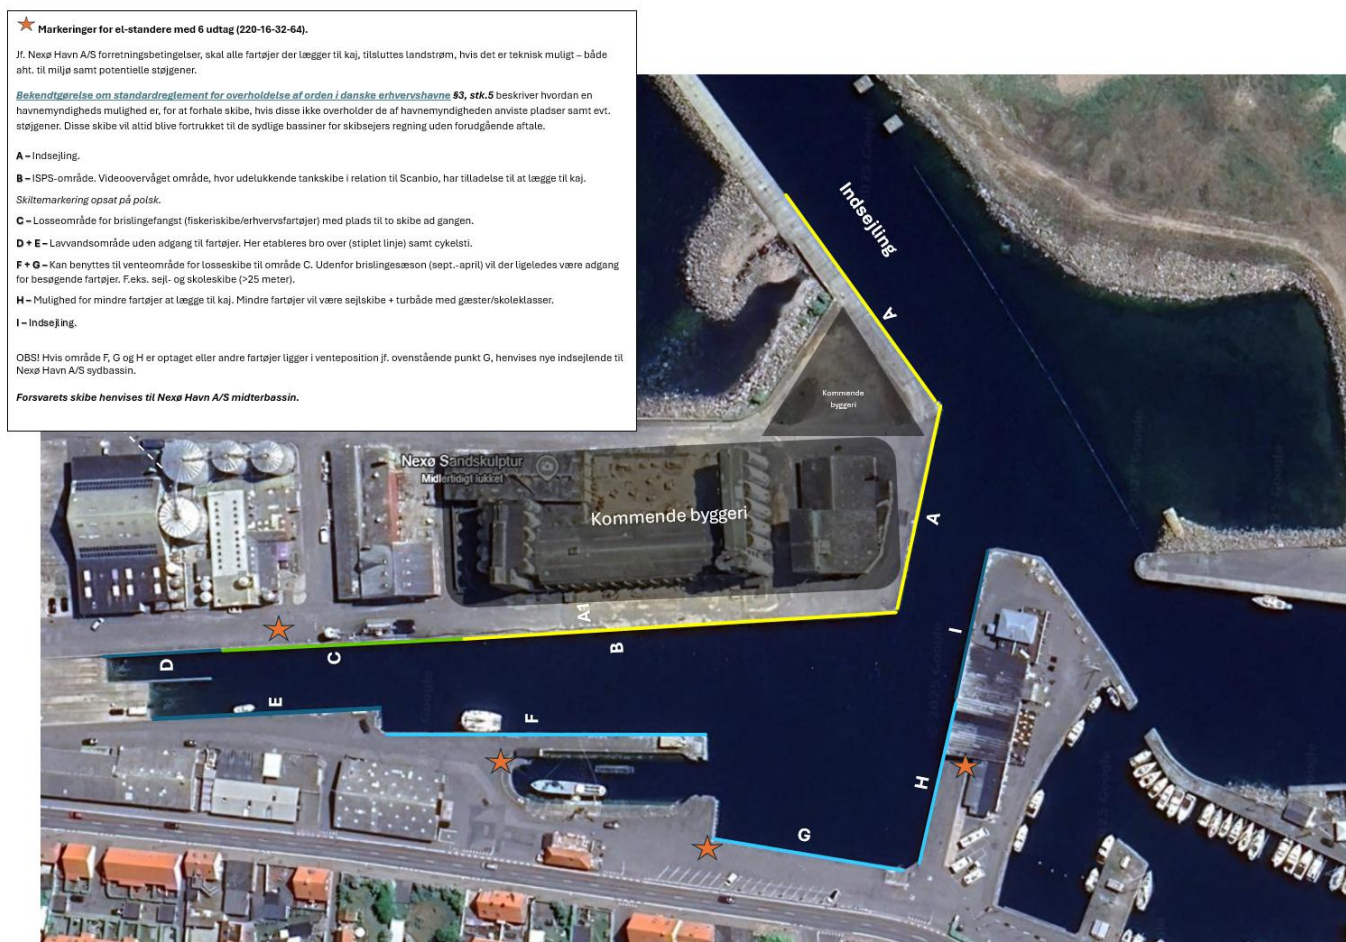 Markeringer for el-standere med 6 udtag (220-16-32-64).
Jf. Nexø Havn A/S forretningsbetingelser, skal alle fartøjer der lægger til kaj, tilsluttes landstrøm, hvis det er teknisk muligt – både
aht. til miljø samt potentielle støjgener.
Bekendtgørelse om standardreglement for overholdelse af orden i danske erhvervshavne §3, stk.5 beskriver hvordan en
havnemyndigheds mulighed er, for at forhale skibe, hvis disse ikke overholder de af havnemyndigheden anviste pladser samt evt.
støjgener. Disse skibe vil altid blive fortrukket til de sydlige bassiner for skibsejers regning uden forudgående aftale.
A – Indsejling.
B – ISPS-område. Videoovervåget område, hvor udelukkende tankskibe i relation til Scanbio, har tilladelse til at lægge til kaj.
Skiltemarkering opsat på polsk.
C – Losseområde for brislingefangst (fiskeriskibe/erhvervsfartøjer) med plads til to skibe ad gangen.
D + E – Lavvandsområde uden adgang til fartøjer. Her etableres bro over (stiplet linje) samt cykelsti.
F + G – Kan benyttes til venteområde for losseskibe til område C. Udenfor brislingesæson (sept.-april) vil der ligeledes være adgang
for besøgende fartøjer. F.eks. sejl- og skoleskibe (>25 meter).
H – Mulighed for mindre fartøjer at lægge til kaj. Mindre fartøjer vil være sejlskibe + turbåde med gæster/skoleklasser.
I – Indsejling.
OBS! Hvis område F, G og H er optaget eller andre fartøjer ligger i venteposition jf. ovenstående punkt G, henvises nye indsejlende til
Nexø Havn A/S sydbassin.
Forsvarets skibe henvises til Nexø Havn A/S midterbassin.
Indsejling
A
Kommende
byggeri
Nexø Sandskulptur
Midlertidigt lukket
Kommende byggeri
A
A1
B
C
D
E
F
G
H
I